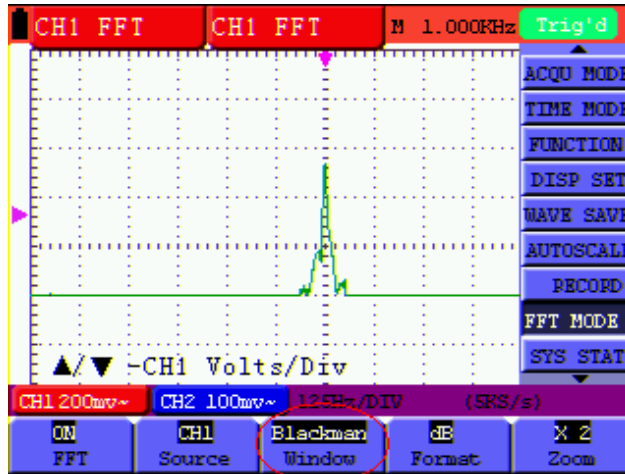 CH1 FFT CH1 FFT M 1.000KHz Trig'd
ACQU MODE
TIME MODE
FUNCTION
DISP SET
WAVE SAVE
AUTOSCALE
RECORD
FFT MODE
SYS STAT
▲/▼ -CH1 Volts/Div
CH1 200mv~ CH2 100mv~ 125Hz/DIV (5KS/s)
ON CH1 Blackman dB X 2
FFT Source Window Format Zoom